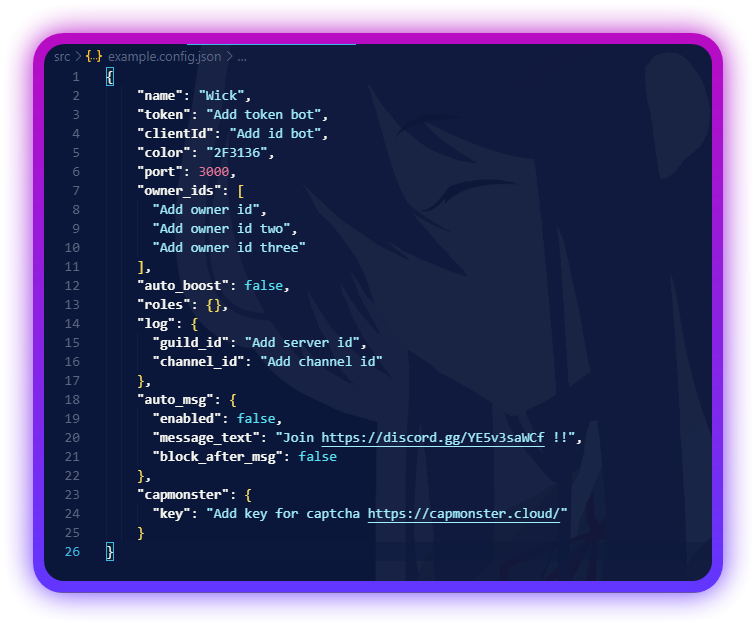 src > {..} example.config.json > ...
1 {
2 "name": "Wick",
3 "token": "Add token bot",
4 "clientId": "Add id bot",
5 "color": "2F3136",
6 "port": 3000,
7 "owner_ids": [
8 "Add owner id",
9 "Add owner id two",
10 "Add owner id three"
11 ],
12 "auto_boost": false,
13 "roles": {},
14 "log": {
15 "guild_id": "Add server id",
16 "channel_id": "Add channel id"
17 },
18 "auto_msg": {
19 "enabled": false,
20 "message_text": "Join https://discord.gg/YE5v3saWCf !!",
21 "block_after_msg": false
22 },
23 "capmonster": {
24 "key": "Add key for captcha https://capmonster.cloud/"
25 }
26 }